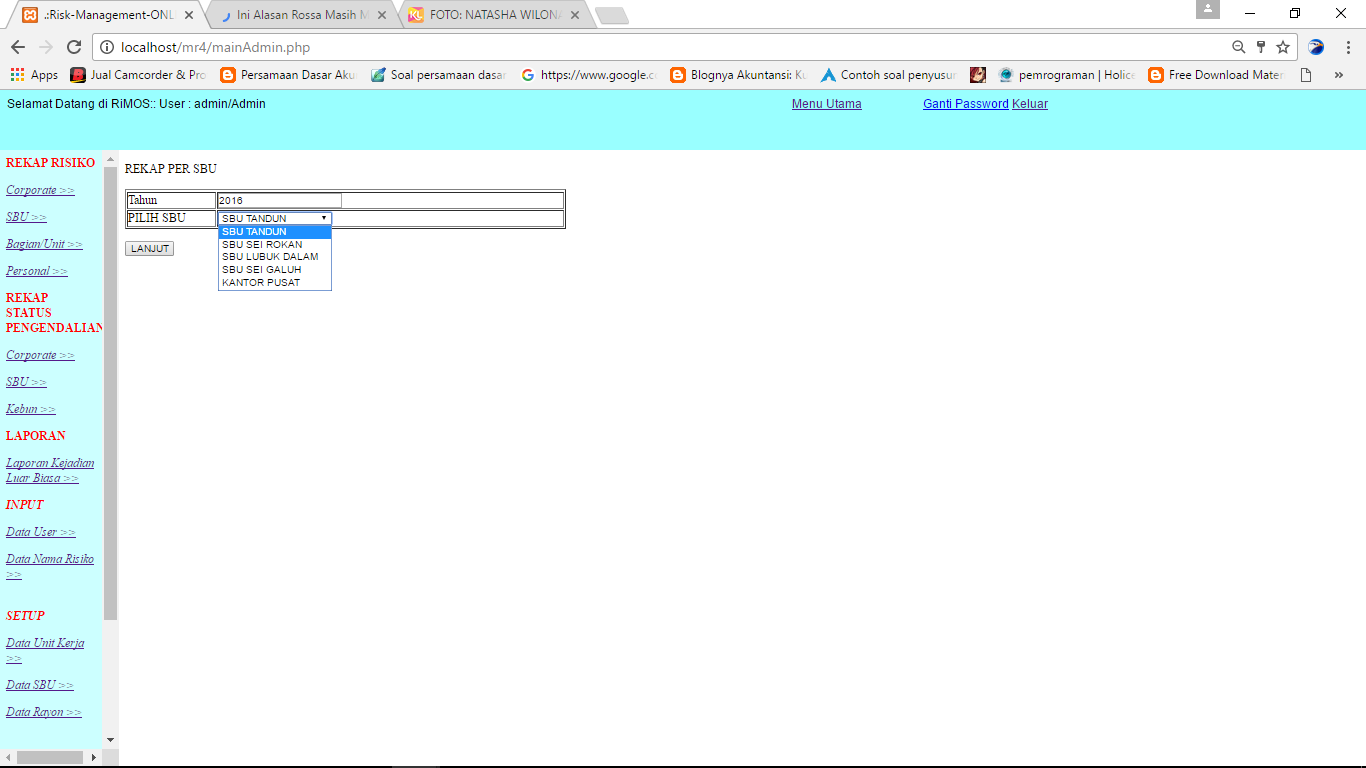 .:Risk-Management-ONL
Ini Alasan Rossa Masih M
FOTO: NATASHA WILONA
localhost/mr4/mainAdmin.php
Apps
Jual Camcorder & Pro
Persamaan Dasar Aku
Soal persamaan dasar
https://www.google.c
Blognya Akuntansi: Ku
Contoh soal penyusun
pemrograman | Holice
Free Download Mater
»
Selamat Datang di RiMOS:: User : admin/Admin
Menu Utama
Ganti Password Keluar
REKAP RISIKO
Corporate >>
SBU >>
Bagian/Unit >>
Personal >>
REKAP
STATUS
PENGENDALIAN
Corporate >>
SBU >>
Kebun >>
LAPORAN
Laporan Kejadian
Luar Biasa >>
INPUT
Data User >>
Data Nama Risiko
>>
SETUP
Data Unit Kerja
>>
Data SBU >>
Data Rayon >>
REKAP PER SBU
Tahun 2016
PILIH SBU SBU TANDUN
SBU TANDUN
SBU SEI ROKAN
SBU LUBUK DALAM
SBU SEI GALUH
KANTOR PUSAT
LANJUT